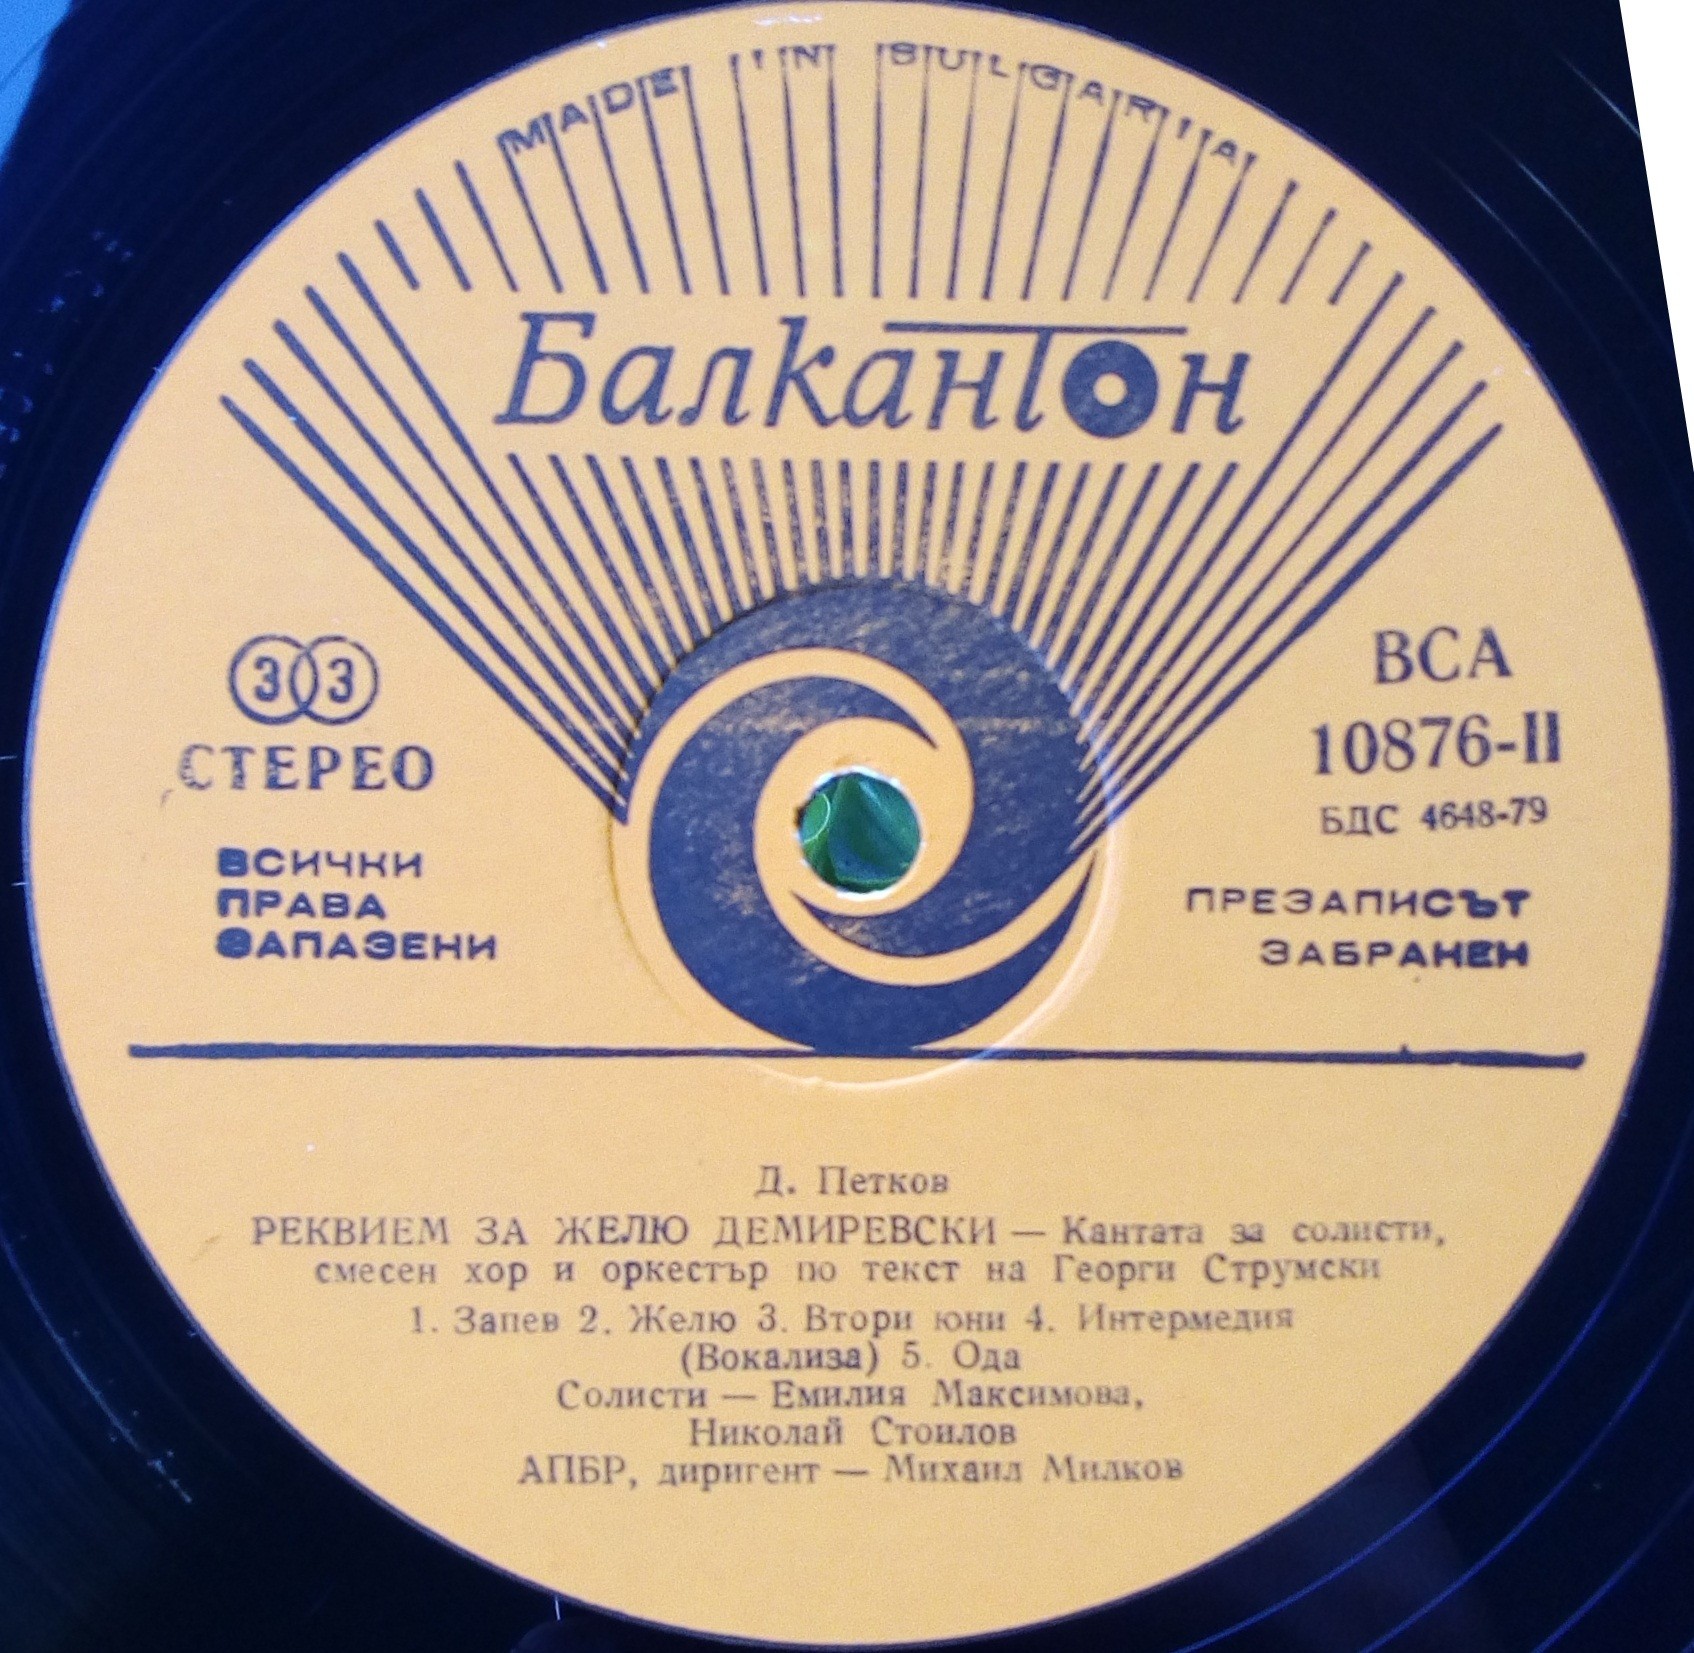 MADE IN BULGARIA
Балкантон
33
СТЕРЕО
ВСИЧКИ
ПРАВА
ЗАПАЗЕНИ
ВСА
10876-II
БДС 4648-79
ПРЕЗАПИСЪТ
ЗАБРАНЕН
Д. Петков
РЕКВИЕМ ЗА ЖЕЛЮ ДЕМИРЕВСКИ — Кантата за солисти,
смесен хор и оркестър по текст на Георги Струмски
1. Запев 2. Желю 3. Втори юни 4. Интермедия
(Вокализа) 5. Ода
Солисти — Емилия Максимова,
Николай Стоилов
АПБР, диригент — Михаил Милков